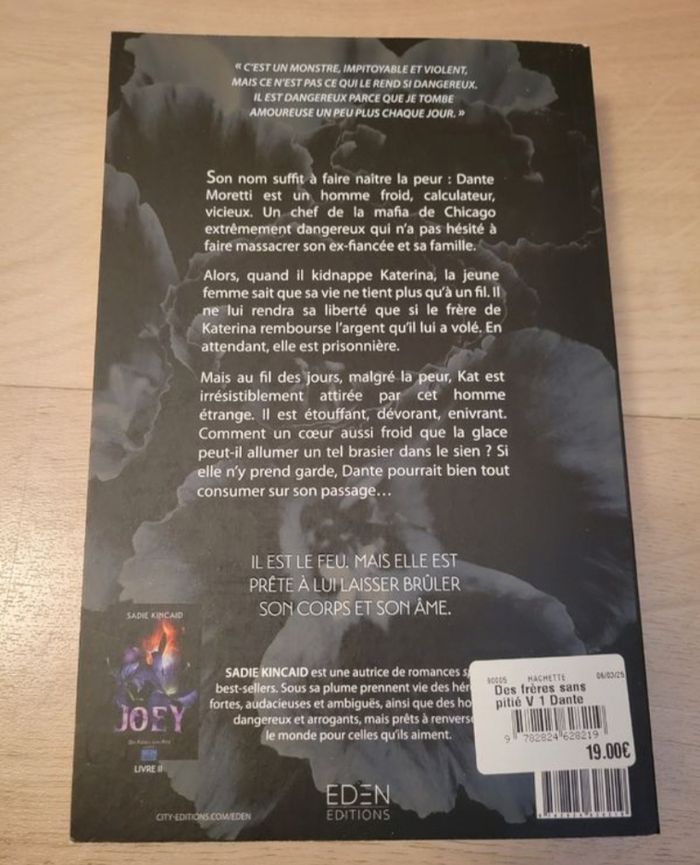 « C'EST UN MONSTRE, IMPITOYABLE ET VIOLENT,
MAIS CE N'EST PAS CE QUI LE REND SI DANGEREUX.
IL EST DANGEREUX PARCE QUE JE TOMBE
AMOUREUSE UN PEU PLUS CHAQUE JOUR. »
Son nom suffit à faire naître la peur : Dante
Moretti est un homme froid, calculateur,
vicieux. Un chef de la mafia de Chicago
extrêmement dangereux qui n'a pas hésité à
faire massacrer son ex-fiancée et sa famille.
Alors, quand il kidnappe Katerina, la jeune
femme sait que sa vie ne tient plus qu'à un fil. Il
ne lui rendra sa liberté que si le frère de
Katerina rembourse l'argent qu'il lui a volé. En
attendant, elle est prisonnière.
Mais au fil des jours, malgré la peur, Kat est
irrésistiblement attirée par cet homme
étrange. Il est étouffant, dévorant, enivrant.
Comment un cœur aussi froid que la glace
peut-il allumer un tel brasier dans le sien ? Si
elle n'y prend garde, Dante pourrait bien tout
consumer sur son passage...
IL EST LE FEU. MAIS ELLE EST
PRÊTE À LUI LAISSER BRÛLER
SON CORPS ET SON ÂME.
SADIE KINCAID
JOEY
LIVRE II
SADIE KINCAID est une autrice de romances
best-sellers. Sous sa plume prennent vie des
fortes, audacieuses et ambiguës, ainsi que des
dangereux et arrogants, mais prêts à
le monde pour celles qu'ils aiment.
90005 HACHETTE 06/03/25
Des frères sans
pitié V 1 Dante
9 782824 628219
19.00€
EDEN
EDITIONS
CITY-EDITIONS.COM/EDEN